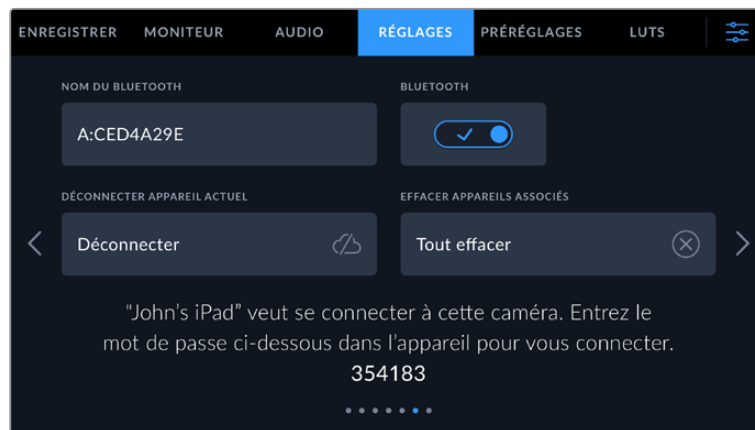 ENREGISTRER MONITEUR AUDIO RÉGLAGES PRÉRÉGLAGES LUTS
NOM DU BLUETOOTH BLUETOOTH
A:CED4A29E
DÉCONNECTER APPAREIL ACTUEL EFFACER APPAREILS ASSOCIÉS
Déconnecter Tout effacer
"John's iPad" veut se connecter à cette caméra. Entrez le
mot de passe ci-dessous dans l'appareil pour vous connecter.
354183